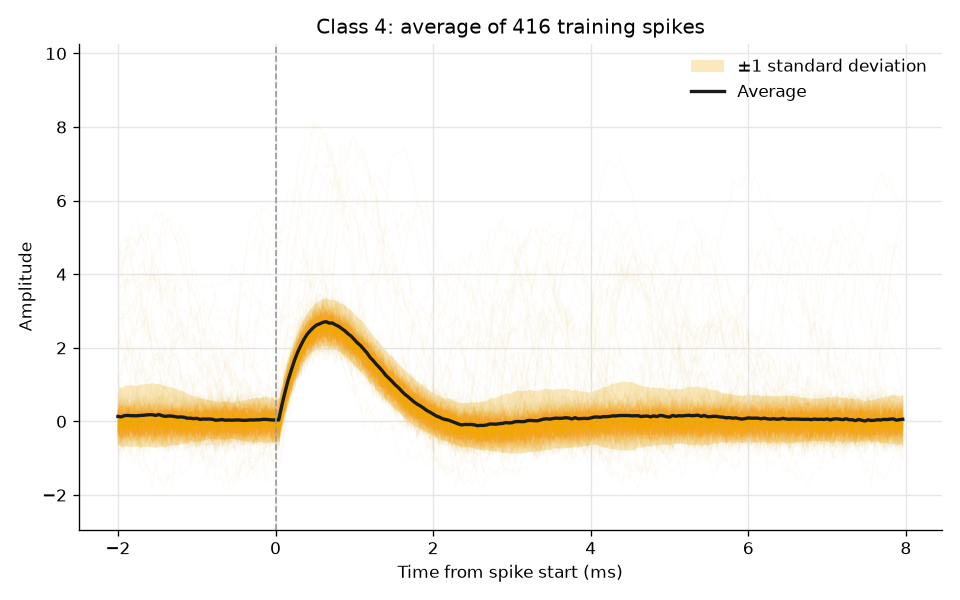 Class 4: average of 416 training spikes
±1 standard deviation
Average
Amplitude
10
8
6
4
2
0
−2
−2
0
2
4
6
8
Time from spike start (ms)